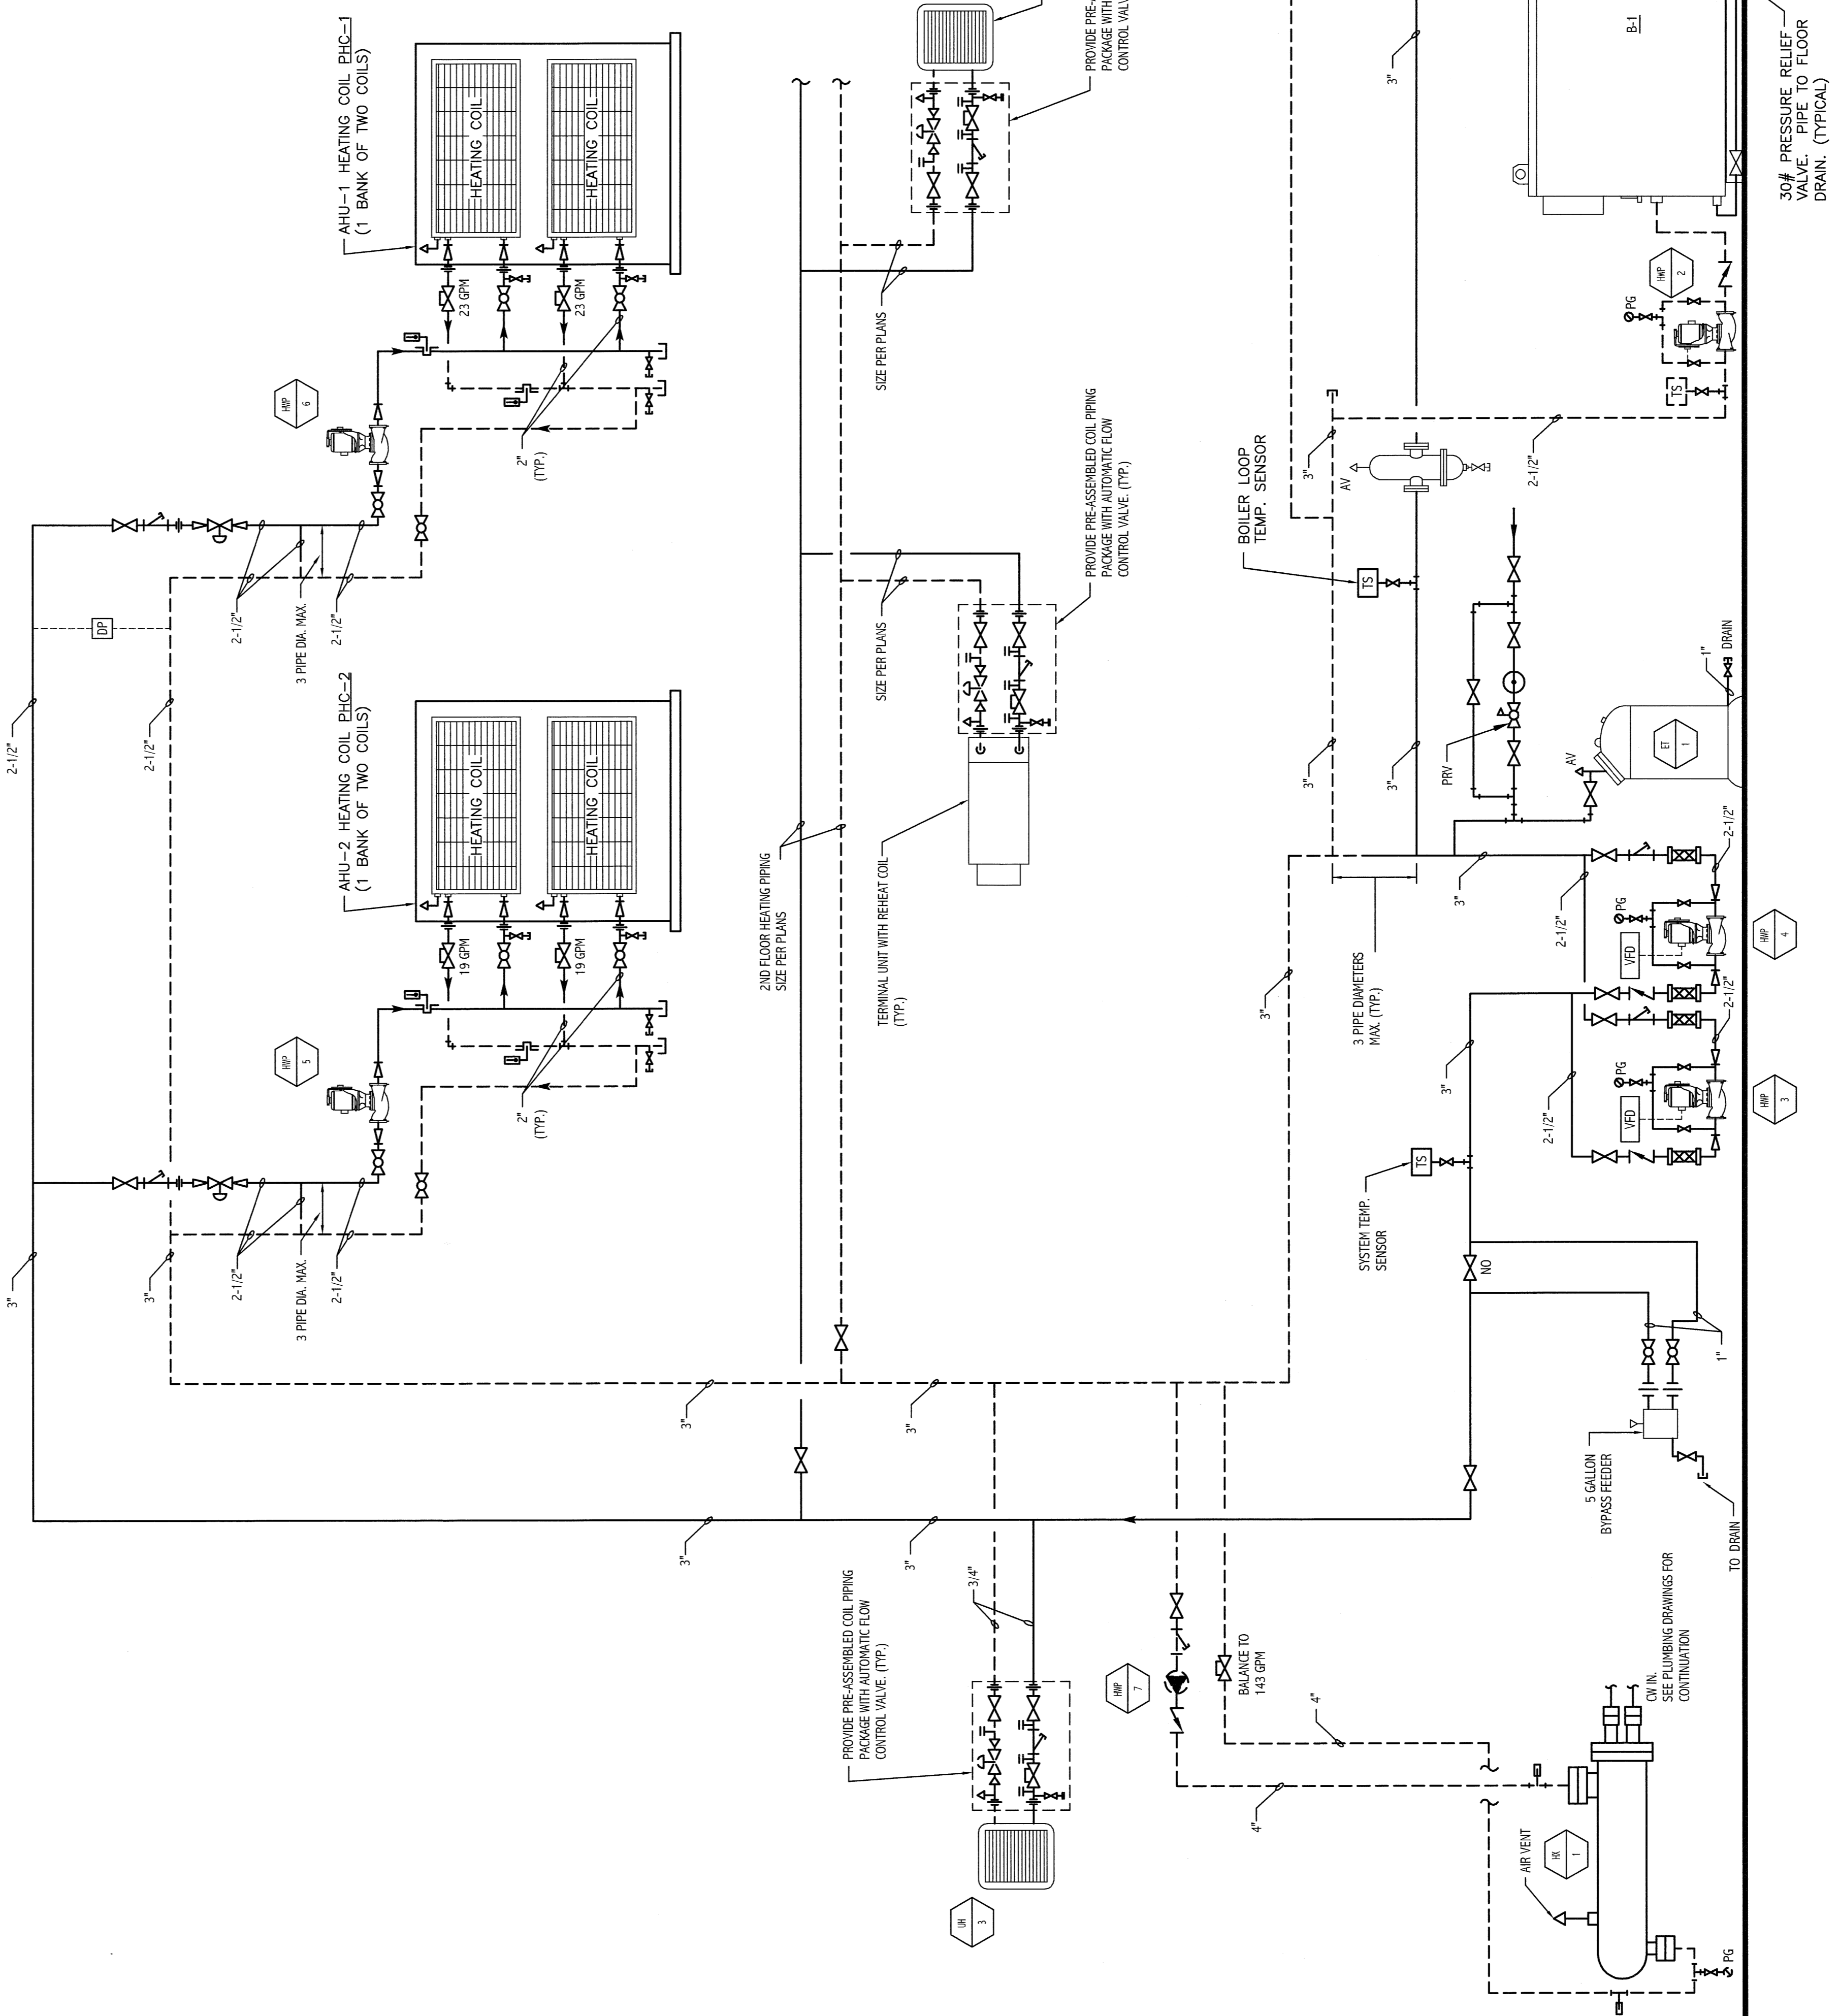 AHU-1 HEATING COIL PHC-1
(1 BANK OF TWO COILS)
HEATING COIL
HEATING COIL
23 GPM
23 GPM
HWP
6
2"
(TYP.)
2-1/2"
3 PIPE DIA. MAX.
2-1/2"
DP
2-1/2"
2-1/2"
AHU-2 HEATING COIL PHC-2
(1 BANK OF TWO COILS)
HEATING COIL
HEATING COIL
19 GPM
19 GPM
HWP
5
2"
(TYP.)
2-1/2"
3 PIPE DIA. MAX.
2-1/2"
3"
3"
PROVIDE PRE-
PACKAGE WITH
CONTROL VALV
SIZE PER PLANS
SIZE PER PLANS
PROVIDE PRE-ASSEMBLED COIL PIPING
PACKAGE WITH AUTOMATIC FLOW
CONTROL VALVE. (TYP.)
2ND FLOOR HEATING PIPING
SIZE PER PLANS
TERMINAL UNIT WITH REHEAT COIL
(TYP.)
3"
3"
3"
3"
PROVIDE PRE-ASSEMBLED COIL PIPING
PACKAGE WITH AUTOMATIC FLOW
CONTROL VALVE. (TYP.)
3/4"
UH
3
B-1
30# PRESSURE RELIEF
VALVE. PIPE TO FLOOR
DRAIN. (TYPICAL)
3"
HWP
2
PG
TS
3"
AV
2-1/2"
BOILER LOOP
TEMP. SENSOR
TS
3"
3"
PRV
AV
ET
1
1"
DRAIN
3"
3 PIPE DIAMETERS
MAX. (TYP.)
3"
2-1/2"
2-1/2"
PG
VFD
HWP
4
2-1/2"
3"
2-1/2"
PG
VFD
HWP
3
SYSTEM TEMP.
SENSOR
TS
NO
1"
5 GALLON
BYPASS FEEDER
TO DRAIN
HWP
7
BALANCE TO
143 GPM
4"
4"
CW IN.
SEE PLUMBING DRAWINGS FOR
CONTINUATION
AIR VENT
HX
1
PG